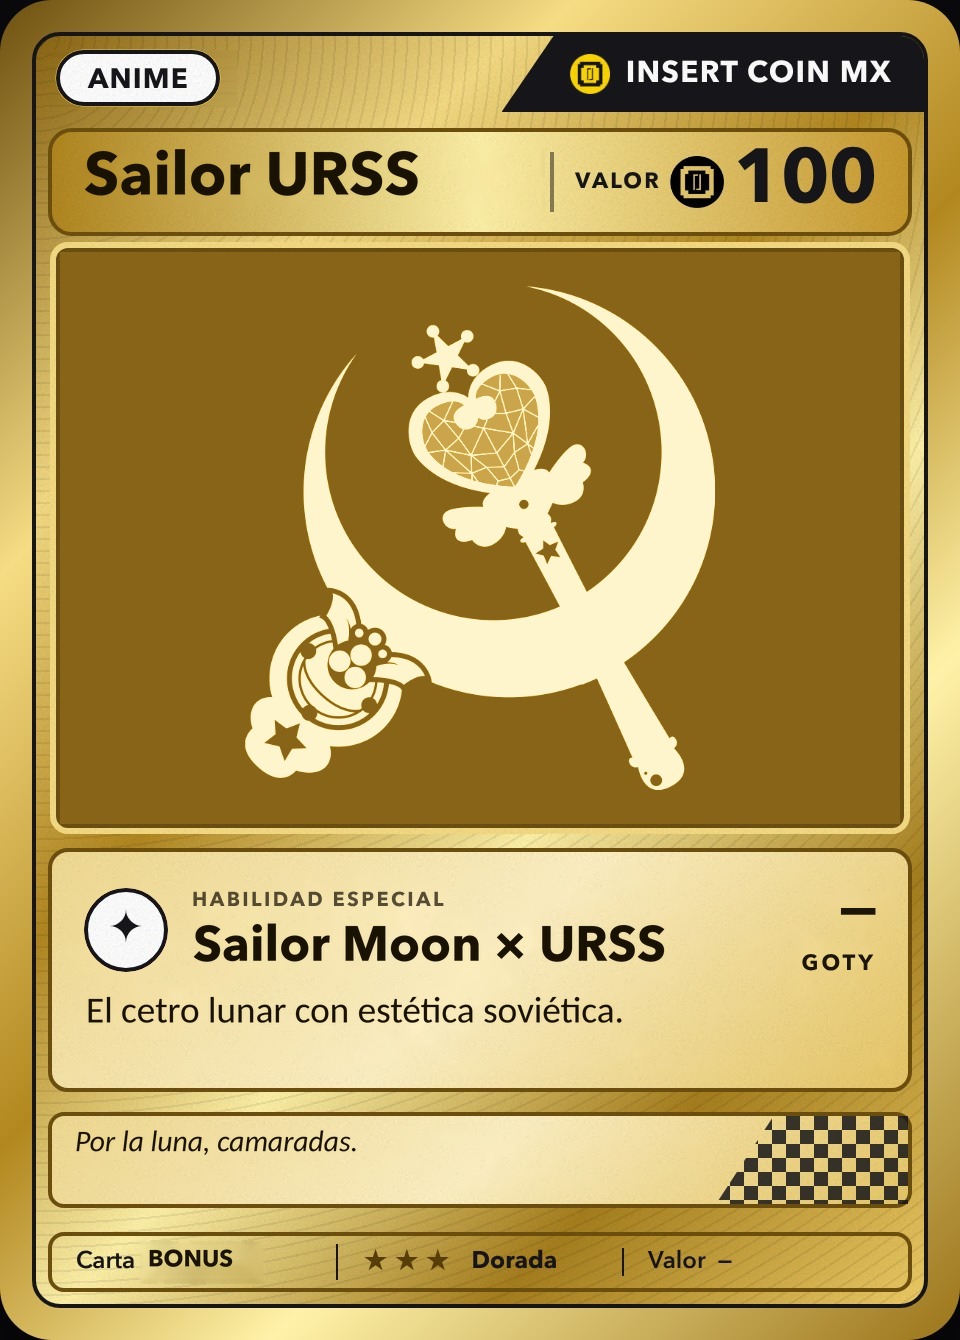 ANIME
INSERT COIN MX
Sailor URSS
VALOR 100
HABILIDAD ESPECIAL
Sailor Moon × URSS
–
GOTY
El cetro lunar con estética soviética.
Por la luna, camaradas.
Carta BONUS ★★★ Dorada Valor –